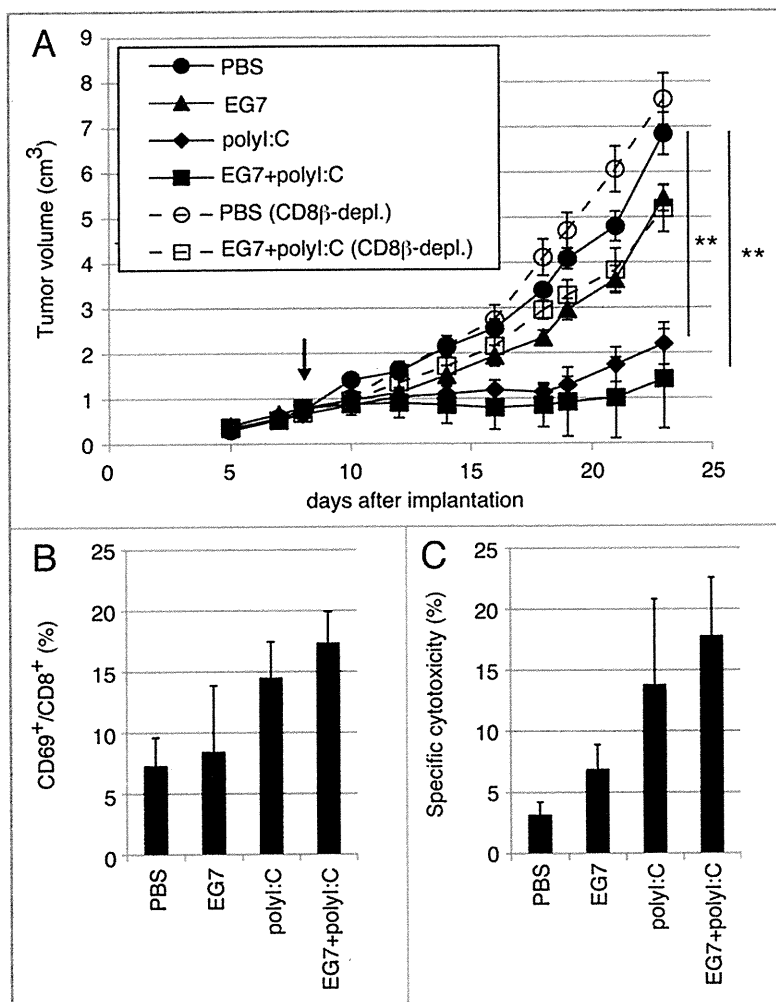 A
9
8
7
6
5
4
3
2
1
0
Tumor volume (cm³)
PBS
EG7
polyI:C
EG7+polyI:C
PBS (CD8β-depl.)
EG7+polyI:C (CD8β-depl.)
**
**
0
5
10
15
20
25
days after implantation
B
25
20
15
10
5
0
CD69⁺/CD8⁺ (%)
PBS
EG7
polyI:C
EG7+polyI:C
C
25
20
15
10
5
0
Specific cytotoxicity (%)
PBS
EG7
polyI:C
EG7+polyI:C